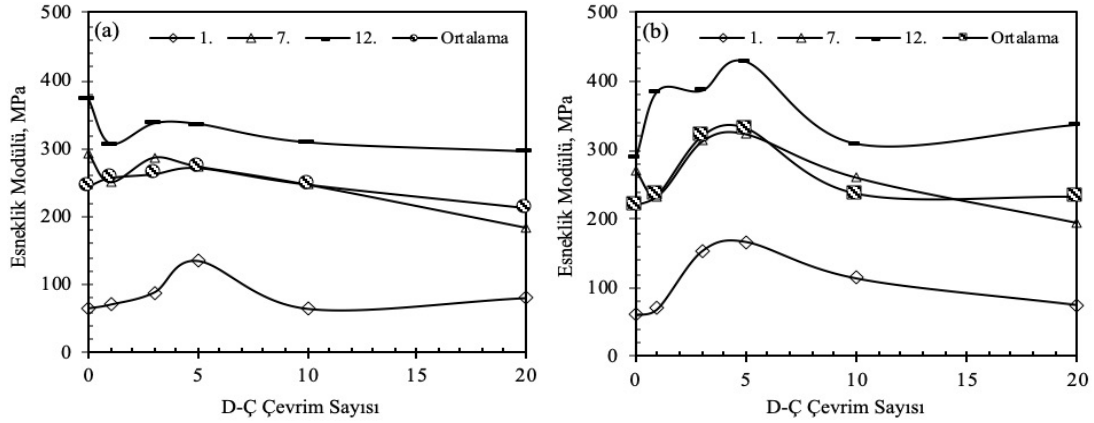 (a)
1. 7. 12. Ortalama
Esneklik Modülü, MPa
500
400
300
200
100
0
0 5 10 15 20
D-Ç Çevrim Sayısı
(b)
1. 7. 12. Ortalama
Esneklik Modülü, MPa
500
400
300
200
100
0
0 5 10 15 20
D-Ç Çevrim Sayısı